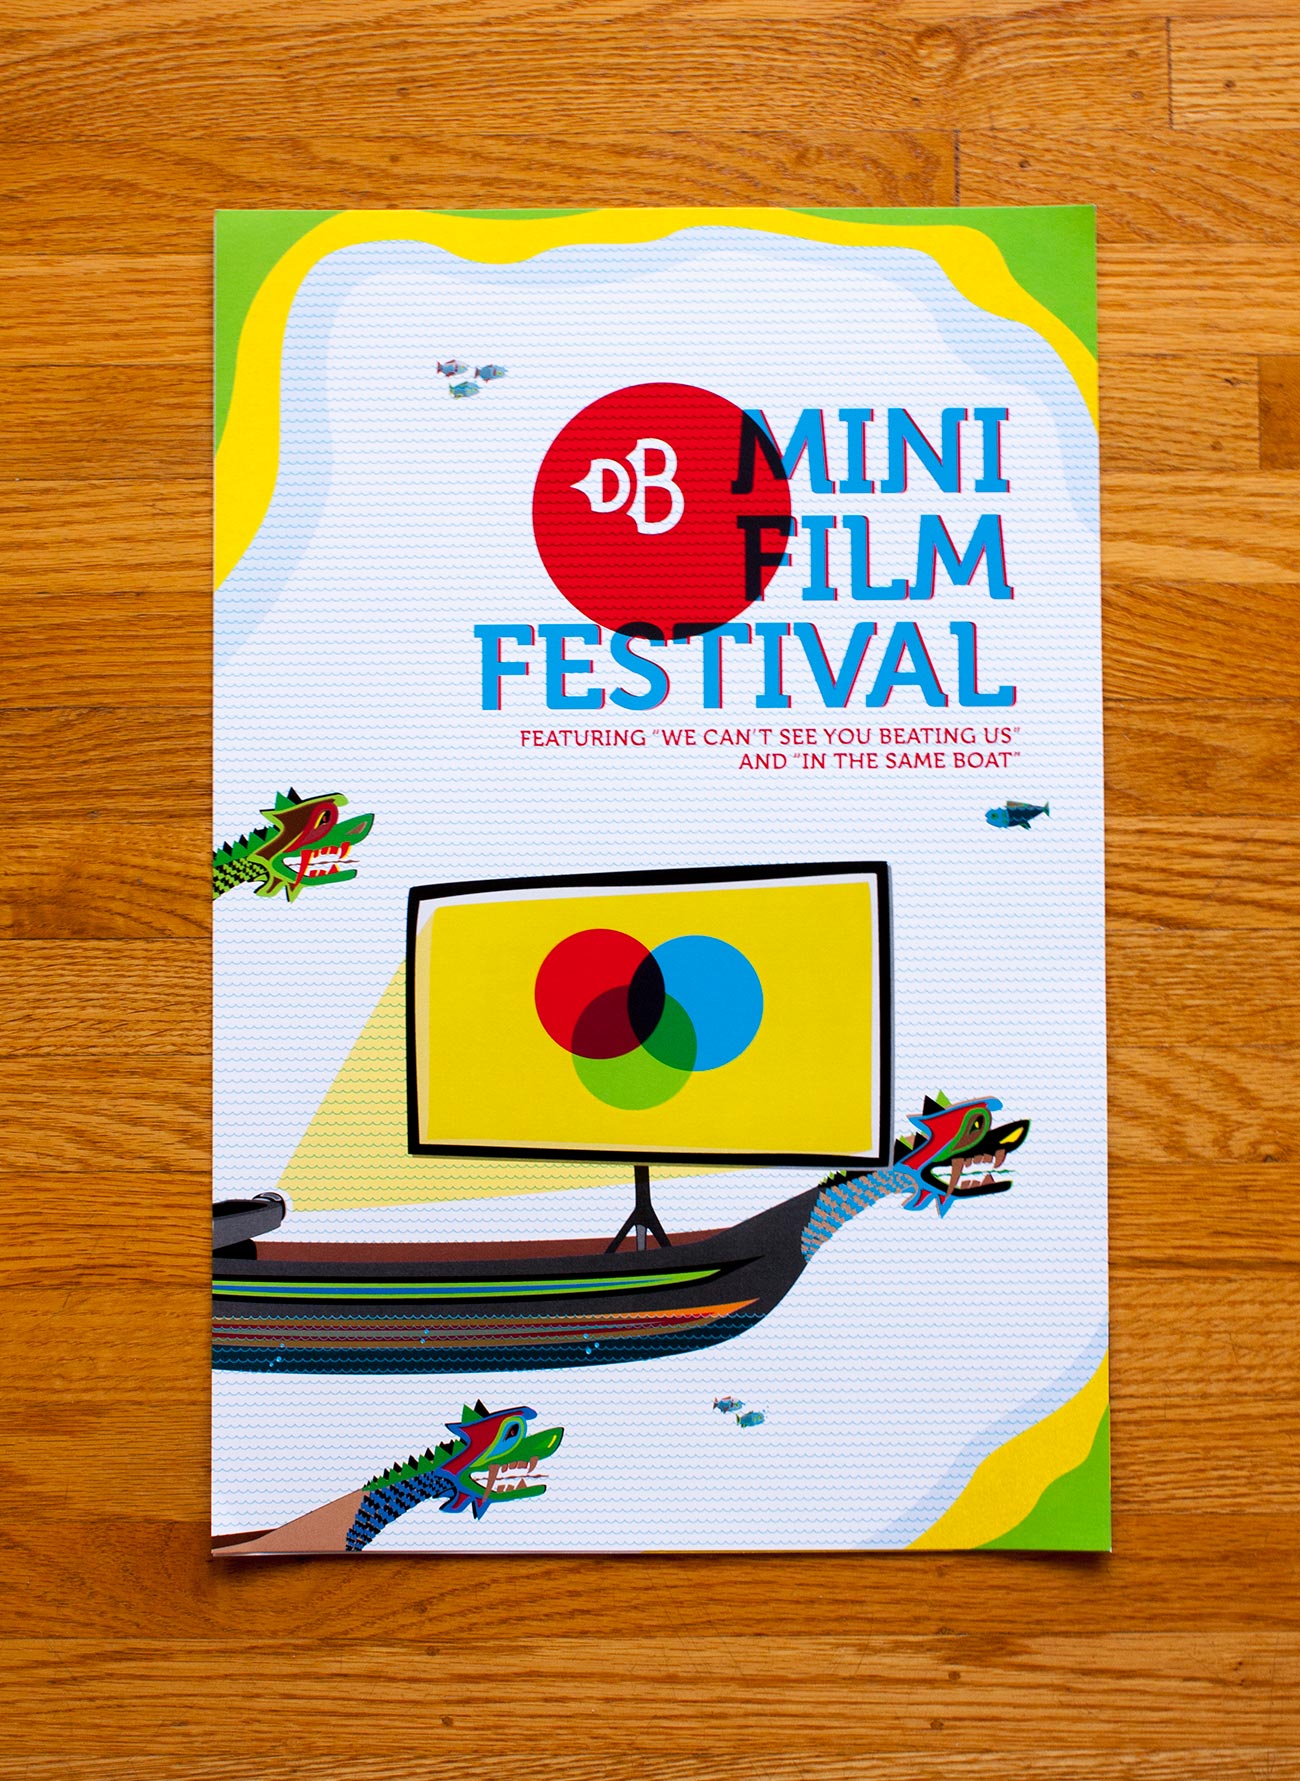 DB
MINI
FILM
FESTIVAL
FEATURING “WE CAN'T SEE YOU BEATING US”
AND “IN THE SAME BOAT”